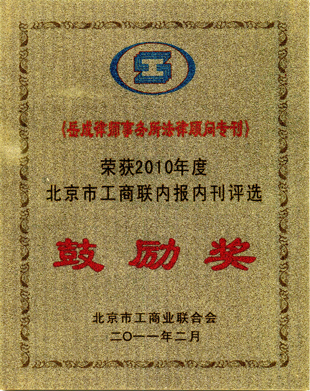 《岳成律师事务所法律顾问专刊》
荣获2010年度
北京市工商联内报内刊评选
鼓励奖
北京市工商业联合会
二〇一一年二月